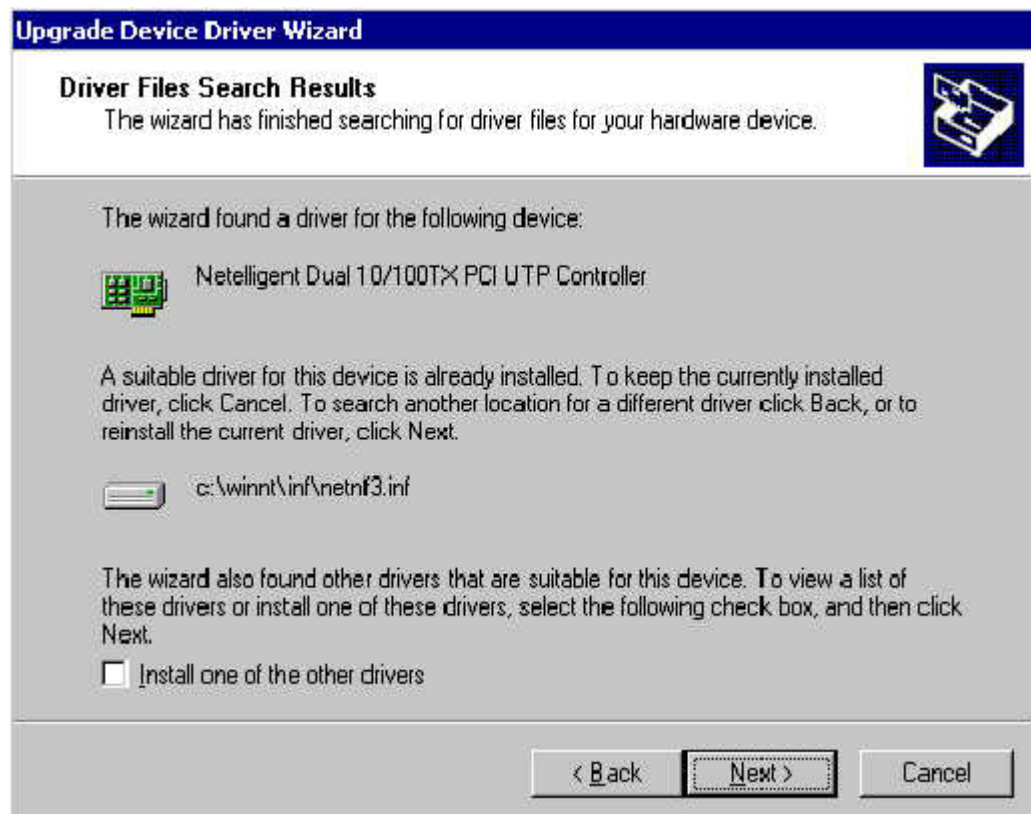 Upgrade Device Driver Wizard
Driver Files Search Results
The wizard has finished searching for driver files for your hardware device.
The wizard found a driver for the following device:
Netelligent Dual 10/100TX PCI UTP Controller
A suitable driver for this device is already installed. To keep the currently installed
driver, click Cancel. To search another location for a different driver click Back, or to
reinstall the current driver, click Next.
c:\winnt\inf\netnf3.inf
The wizard also found other drivers that are suitable for this device. To view a list of
these drivers or install one of these drivers, select the following check box, and then click
Next.
Install one of the other drivers
< Back
Next >
Cancel